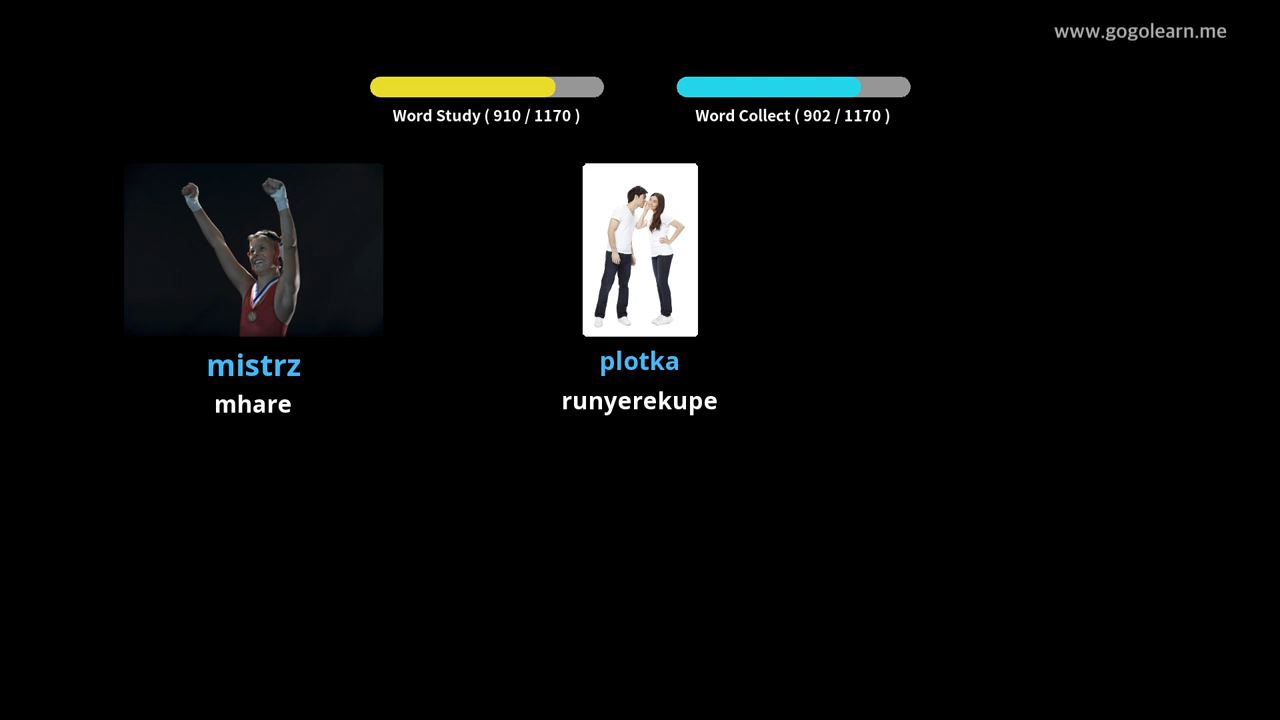 www.gogolearn.me
Word Study ( 910 / 1170 )
Word Collect ( 902 / 1170 )
mistrz
mhare
plotka
runyerekupe